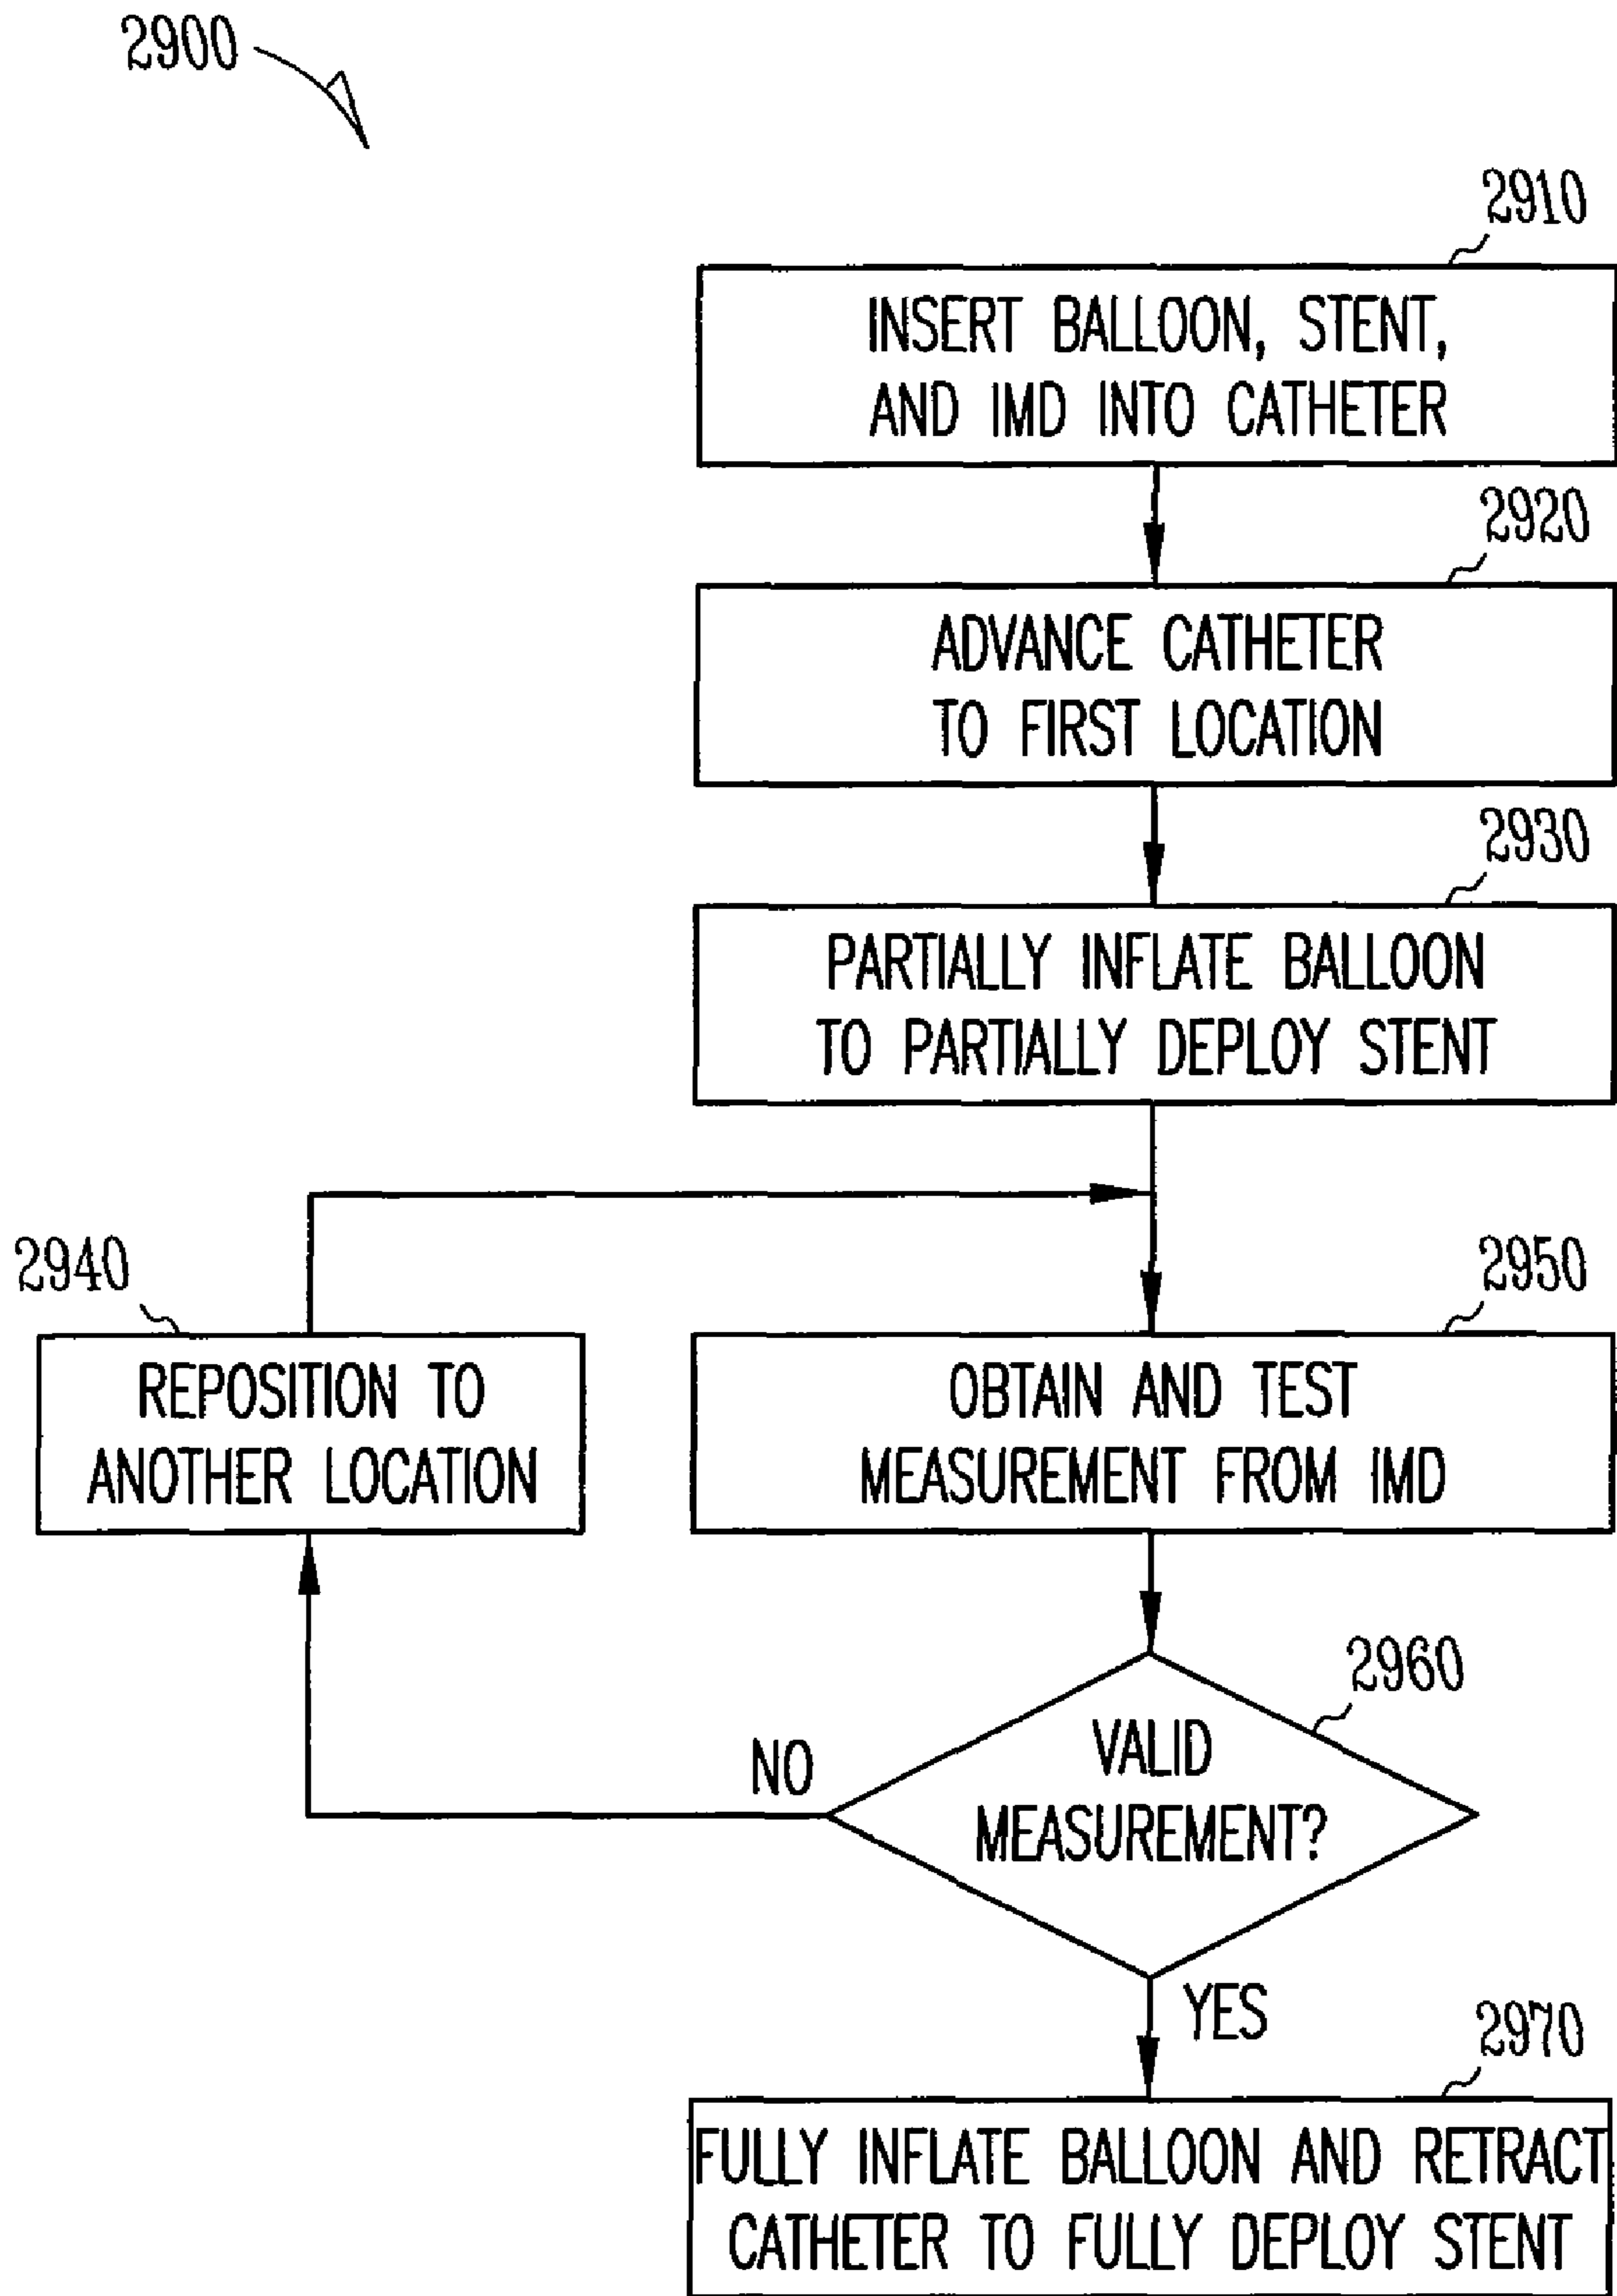 2900
2910
INSERT BALLOON, STENT,
AND IMD INTO CATHETER
2920
ADVANCE CATHETER
TO FIRST LOCATION
2930
PARTIALLY INFLATE BALLOON
TO PARTIALLY DEPLOY STENT
2940
REPOSITION TO
ANOTHER LOCATION
2950
OBTAIN AND TEST
MEASUREMENT FROM IMD
2960
VALID
MEASUREMENT?
NO
YES
2970
FULLY INFLATE BALLOON AND RETRACT
CATHETER TO FULLY DEPLOY STENT